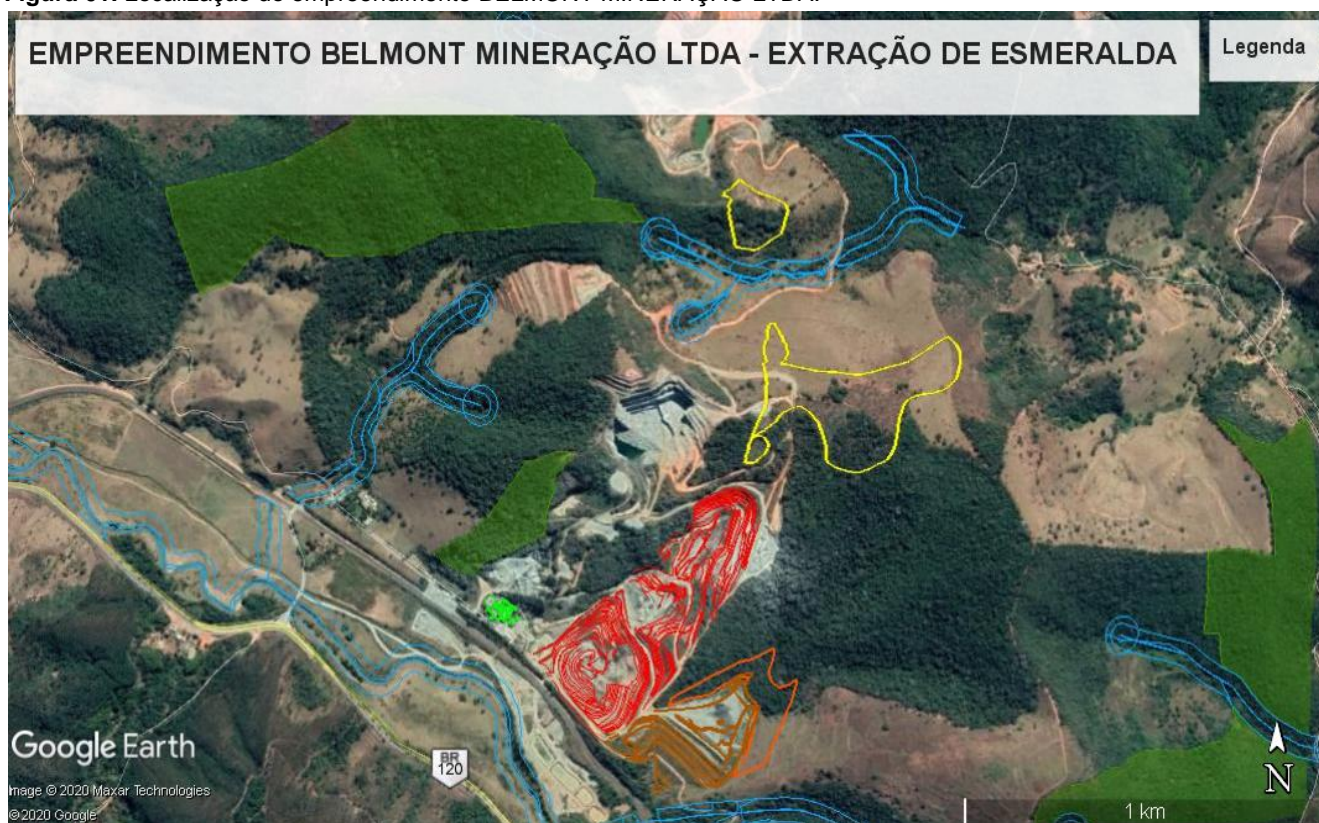 EMPREENDIMENTO BELMONT MINERAÇÃO LTDA - EXTRAÇÃO DE ESMERALDA
Legenda
Google Earth
BR
120
Image © 2020 Maxar Technologies
©2020 Google
N
1 km